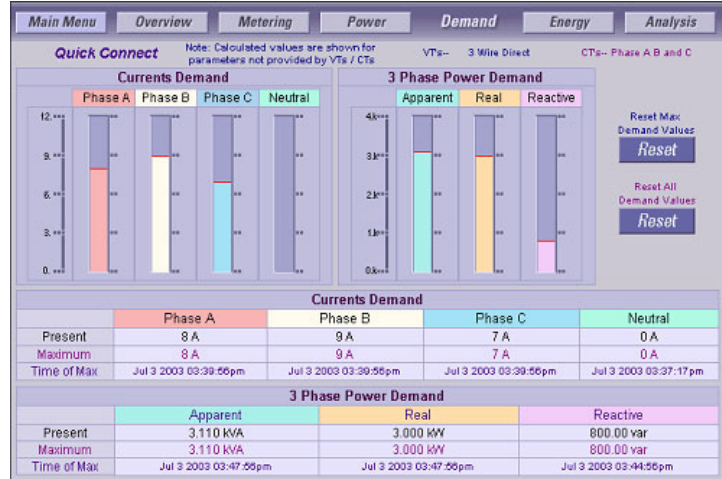 Main Menu Overview Metering Power Demand Energy Analysis
Quick Connect Note: Calculated values are shown for parameters not provided by VTs / CTs VT's-- 3 Wire Direct CT's-- Phase A B and C
Currents Demand 3 Phase Power Demand
Phase A Phase B Phase C Neutral Apparent Real Reactive
12. 4.k
9. 3.k
6. 2.k
3. 1.k
0. 0.k
Reset Max
Demand Values
Reset
Reset All
Demand Values
Reset
Currents Demand
Phase A Phase B Phase C Neutral
Present 8 A 9 A 7 A 0 A
Maximum 8 A 9 A 7 A 0 A
Time of Max Jul 3 2003 03:39:56pm Jul 3 2003 03:39:56pm Jul 3 2003 03:39:56pm Jul 3 2003 03:37:17pm
3 Phase Power Demand
Apparent Real Reactive
Present 3.110 kVA 3.000 kW 800.00 var
Maximum 3.110 kVA 3.000 kW 800.00 var
Time of Max Jul 3 2003 03:47:56pm Jul 3 2003 03:47:56pm Jul 3 2003 03:44:56pm